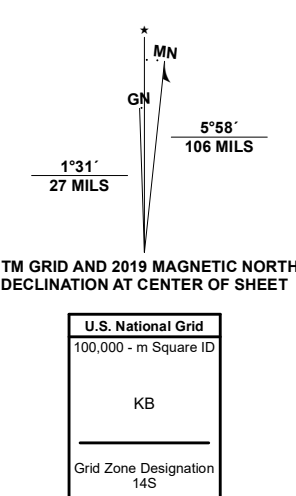 ★
MN
GN
5°58´
106 MILS
1°31´
27 MILS
TM GRID AND 2019 MAGNETIC NORTH
DECLINATION AT CENTER OF SHEET
U.S. National Grid
100,000 - m Square ID
KB
Grid Zone Designation
14S